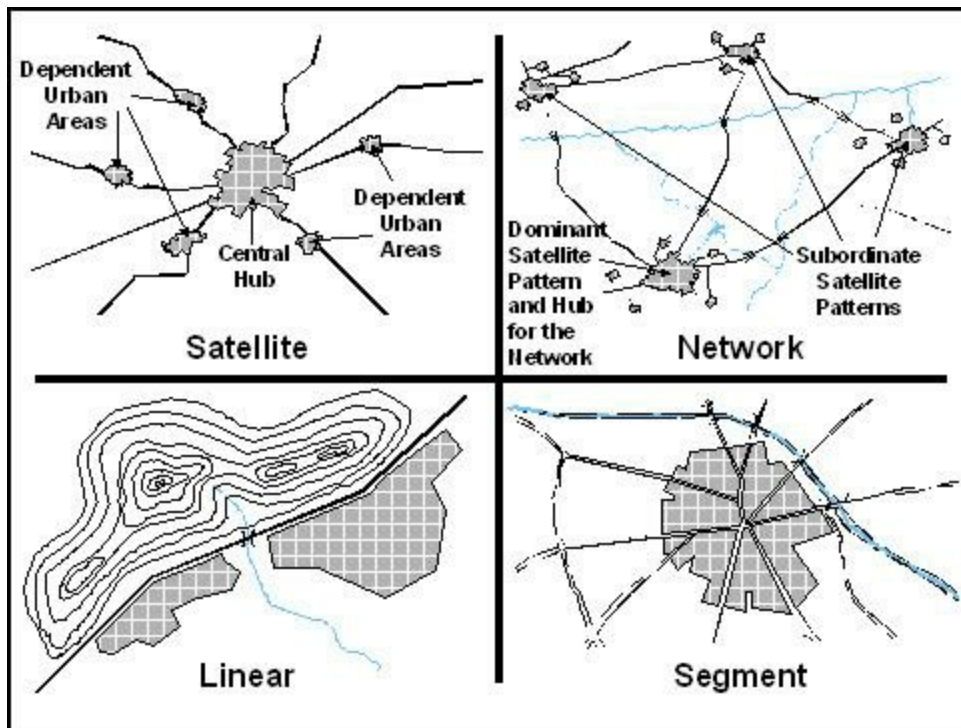 Dependent
Urban
Areas
Central
Hub
Dependent
Urban
Areas
Satellite
Dominant
Satellite
Pattern
and Hub
for the
Network
Subordinate
Satellite
Patterns
Network
Linear
Segment